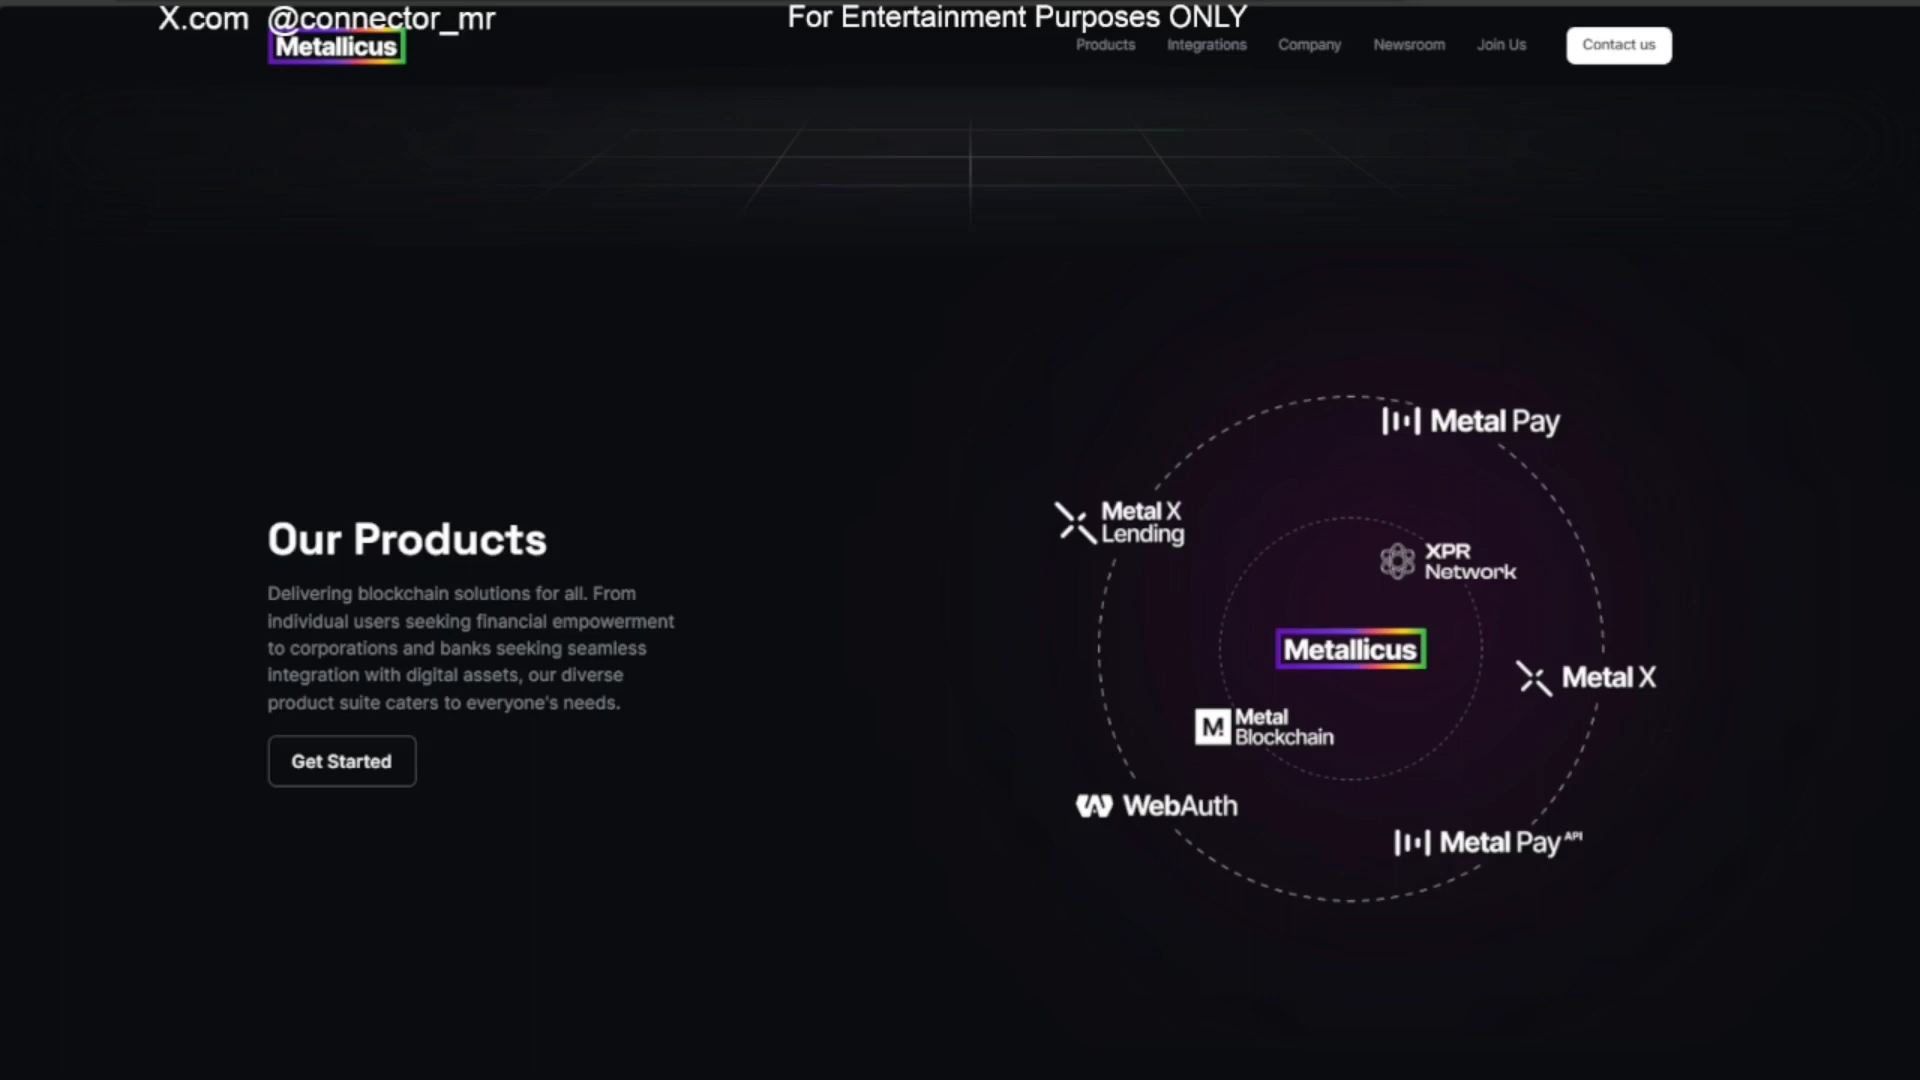 X.com @connector_mr
For Entertainment Purposes ONLY
Metallicus
Products Integrations Company Newsroom Join Us Contact us
Our Products
Delivering blockchain solutions for all. From
individual users seeking financial empowerment
to corporations and banks seeking seamless
integration with digital assets, our diverse
product suite caters to everyone's needs.
Get Started
Metal Pay
Metal X
Lending
XPR
Network
Metallicus
Metal X
M.
Metal
Blockchain
WebAuth
Metal Pay API